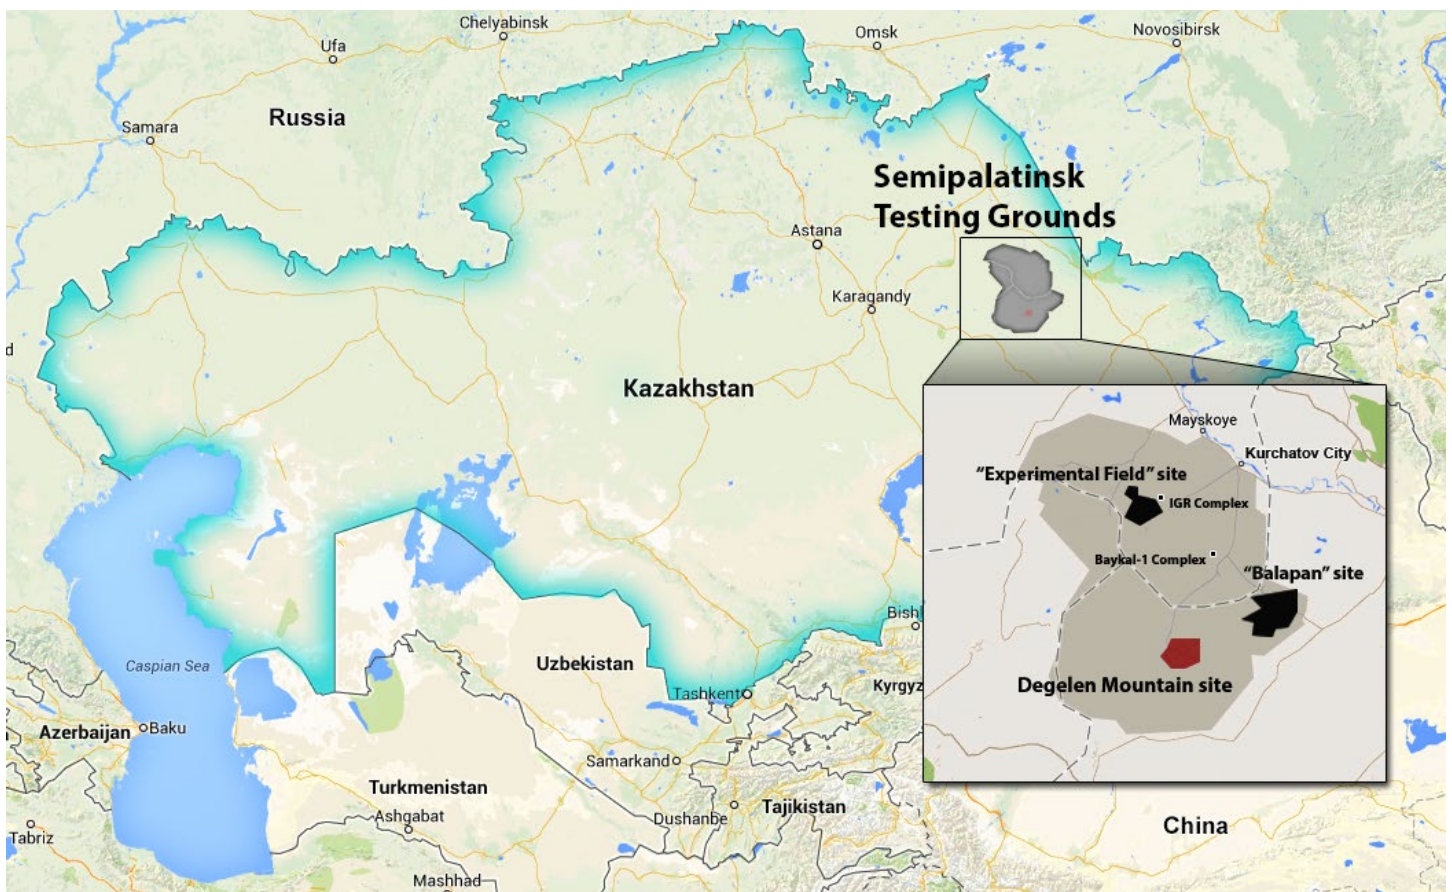 Chelyabinsk
Ufa
Omsk
Novosibirsk
Russia
Samara
Semipalatinsk
Testing Grounds
Astana
Karagandy
d
Kazakhstan
Mayskoye
Kurchatov City
"Experimental Field" site
IGR Complex
Baykal-1 Complex
"Balapan" site
Bishl
Caspian Sea
Uzbekistan
Tashkent
Kyrgyz
Degelen Mountain site
Azerbaijan
Baku
Samarkand
Turkmenistan
Tajikistan
Ashgabat
Dushanbe
China
Tabriz
Mashhad